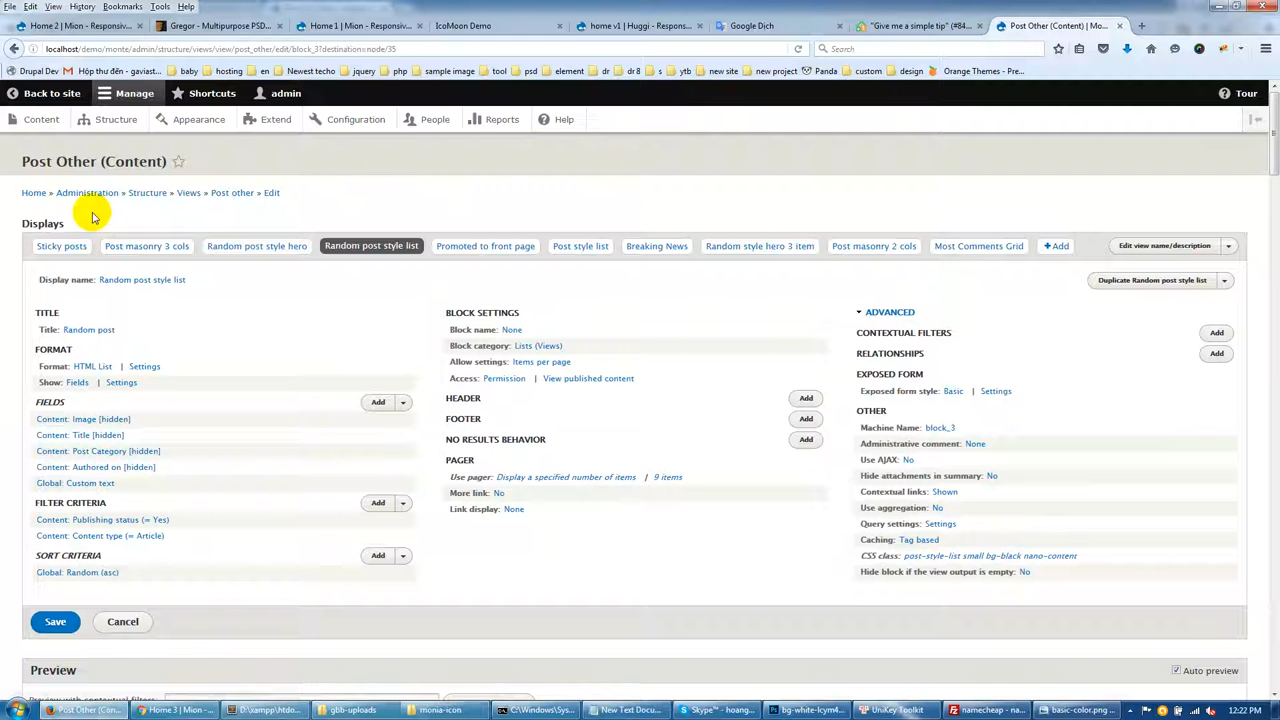 File Edit View History Bookmarks Tools Help
Home 2 | Mion - Responsive... × Gregor - Multipurpose PSD... × Home 1 | Mion - Responsiv... × IcoMoon Demo × home v1 | Huggi - Respons... × Google Dich × "Give me a simple tip" (#84... × Post Other (Content) | Mo... ×
localhost/demo/monte/admin/structure/views/view/post_other/edit/block_3?destination=node/35 Search
Drupal Dev Hộp thư đến - gaviast... baby hosting en Newest techo jquery php sample image tool psd element dr dr8 s ytb new site new project Panda custom design Orange Themes - Pre...
Back to site Manage Shortcuts admin Tour
Content Structure Appearance Extend Configuration People Reports Help
Post Other (Content)
Home » Administration » Structure » Views » Post other » Edit
Displays
Sticky posts Post masonry 3 cols Random post style hero Random post style list Promoted to front page Post style list Breaking News Random style hero 3 item Post masonry 2 cols Most Comments Grid Add Edit view name/description
Display name: Random post style list Duplicate Random post style list
TITLE
Title: Random post
FORMAT
Format: HTML List | Settings
Show: Fields | Settings
FIELDS Add
Content: Image [hidden]
Content: Title [hidden]
Content: Post Category [hidden]
Content: Authored on [hidden]
Global: Custom text
FILTER CRITERIA Add
Content: Publishing status (= Yes)
Content: Content type (= Article)
SORT CRITERIA Add
Global: Random (asc)
BLOCK SETTINGS
Block name: None
Block category: Lists (Views)
Allow settings: Items per page
Access: Permission | View published content
HEADER Add
FOOTER Add
NO RESULTS BEHAVIOR Add
PAGER
Use pager: Display a specified number of items | 9 items
More link: No
Link display: None
ADVANCED
CONTEXTUAL FILTERS Add
RELATIONSHIPS Add
EXPOSED FORM
Exposed form style: Basic | Settings
OTHER
Machine Name: block_3
Administrative comment: None
Use AJAX: No
Hide attachments in summary: No
Contextual links: Shown
Use aggregation: No
Query settings: Settings
Caching: Tag based
CSS class: post-style-list small bg-black nano-content
Hide block if the view output is empty: No
Save Cancel
Preview Auto preview
Preview with contextual filters:
Post Other (Con... Home 3 | Mion -... D:\xampp\htdo... gbb-uploads monia-icon C:\Windows\Sys... New Text Docu... Skype™ - hoang... bg-white-lcym4... UniKey Toolkit namecheap - na... basic-color.png ... 12:22 PM